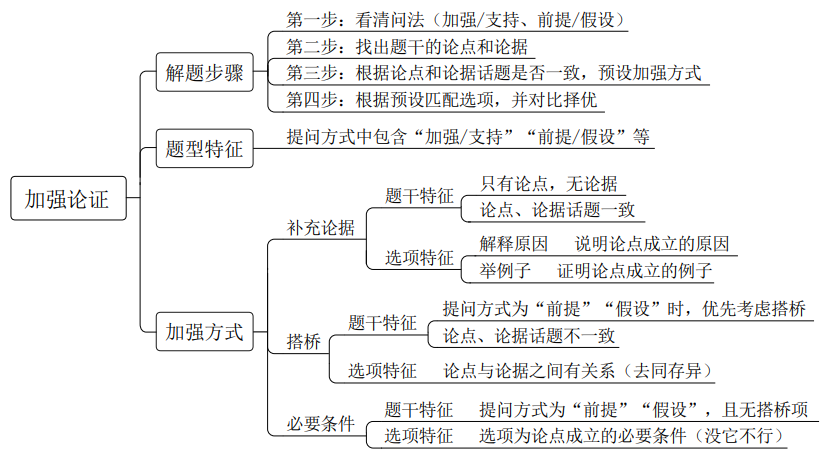 加强论证
解题步骤
第一步：看清问法（加强/支持、前提/假设）
第二步：找出题干的论点和论据
第三步：根据论点和论据话题是否一致，预设加强方式
第四步：根据预设匹配选项，并对比择优
题型特征
提问方式中包含“加强/支持”“前提/假设”等
加强方式
补充论据
题干特征
只有论点，无论据
论点、论据话题一致
选项特征
解释原因 说明论点成立的原因
举例子 证明论点成立的例子
搭桥
题干特征
提问方式为“前提”“假设”时，优先考虑搭桥
论点、论据话题不一致
选项特征 论点与论据之间有关系（去同存异）
必要条件
题干特征 提问方式为“前提”“假设”，且无搭桥项
选项特征 选项为论点成立的必要条件（没它不行）